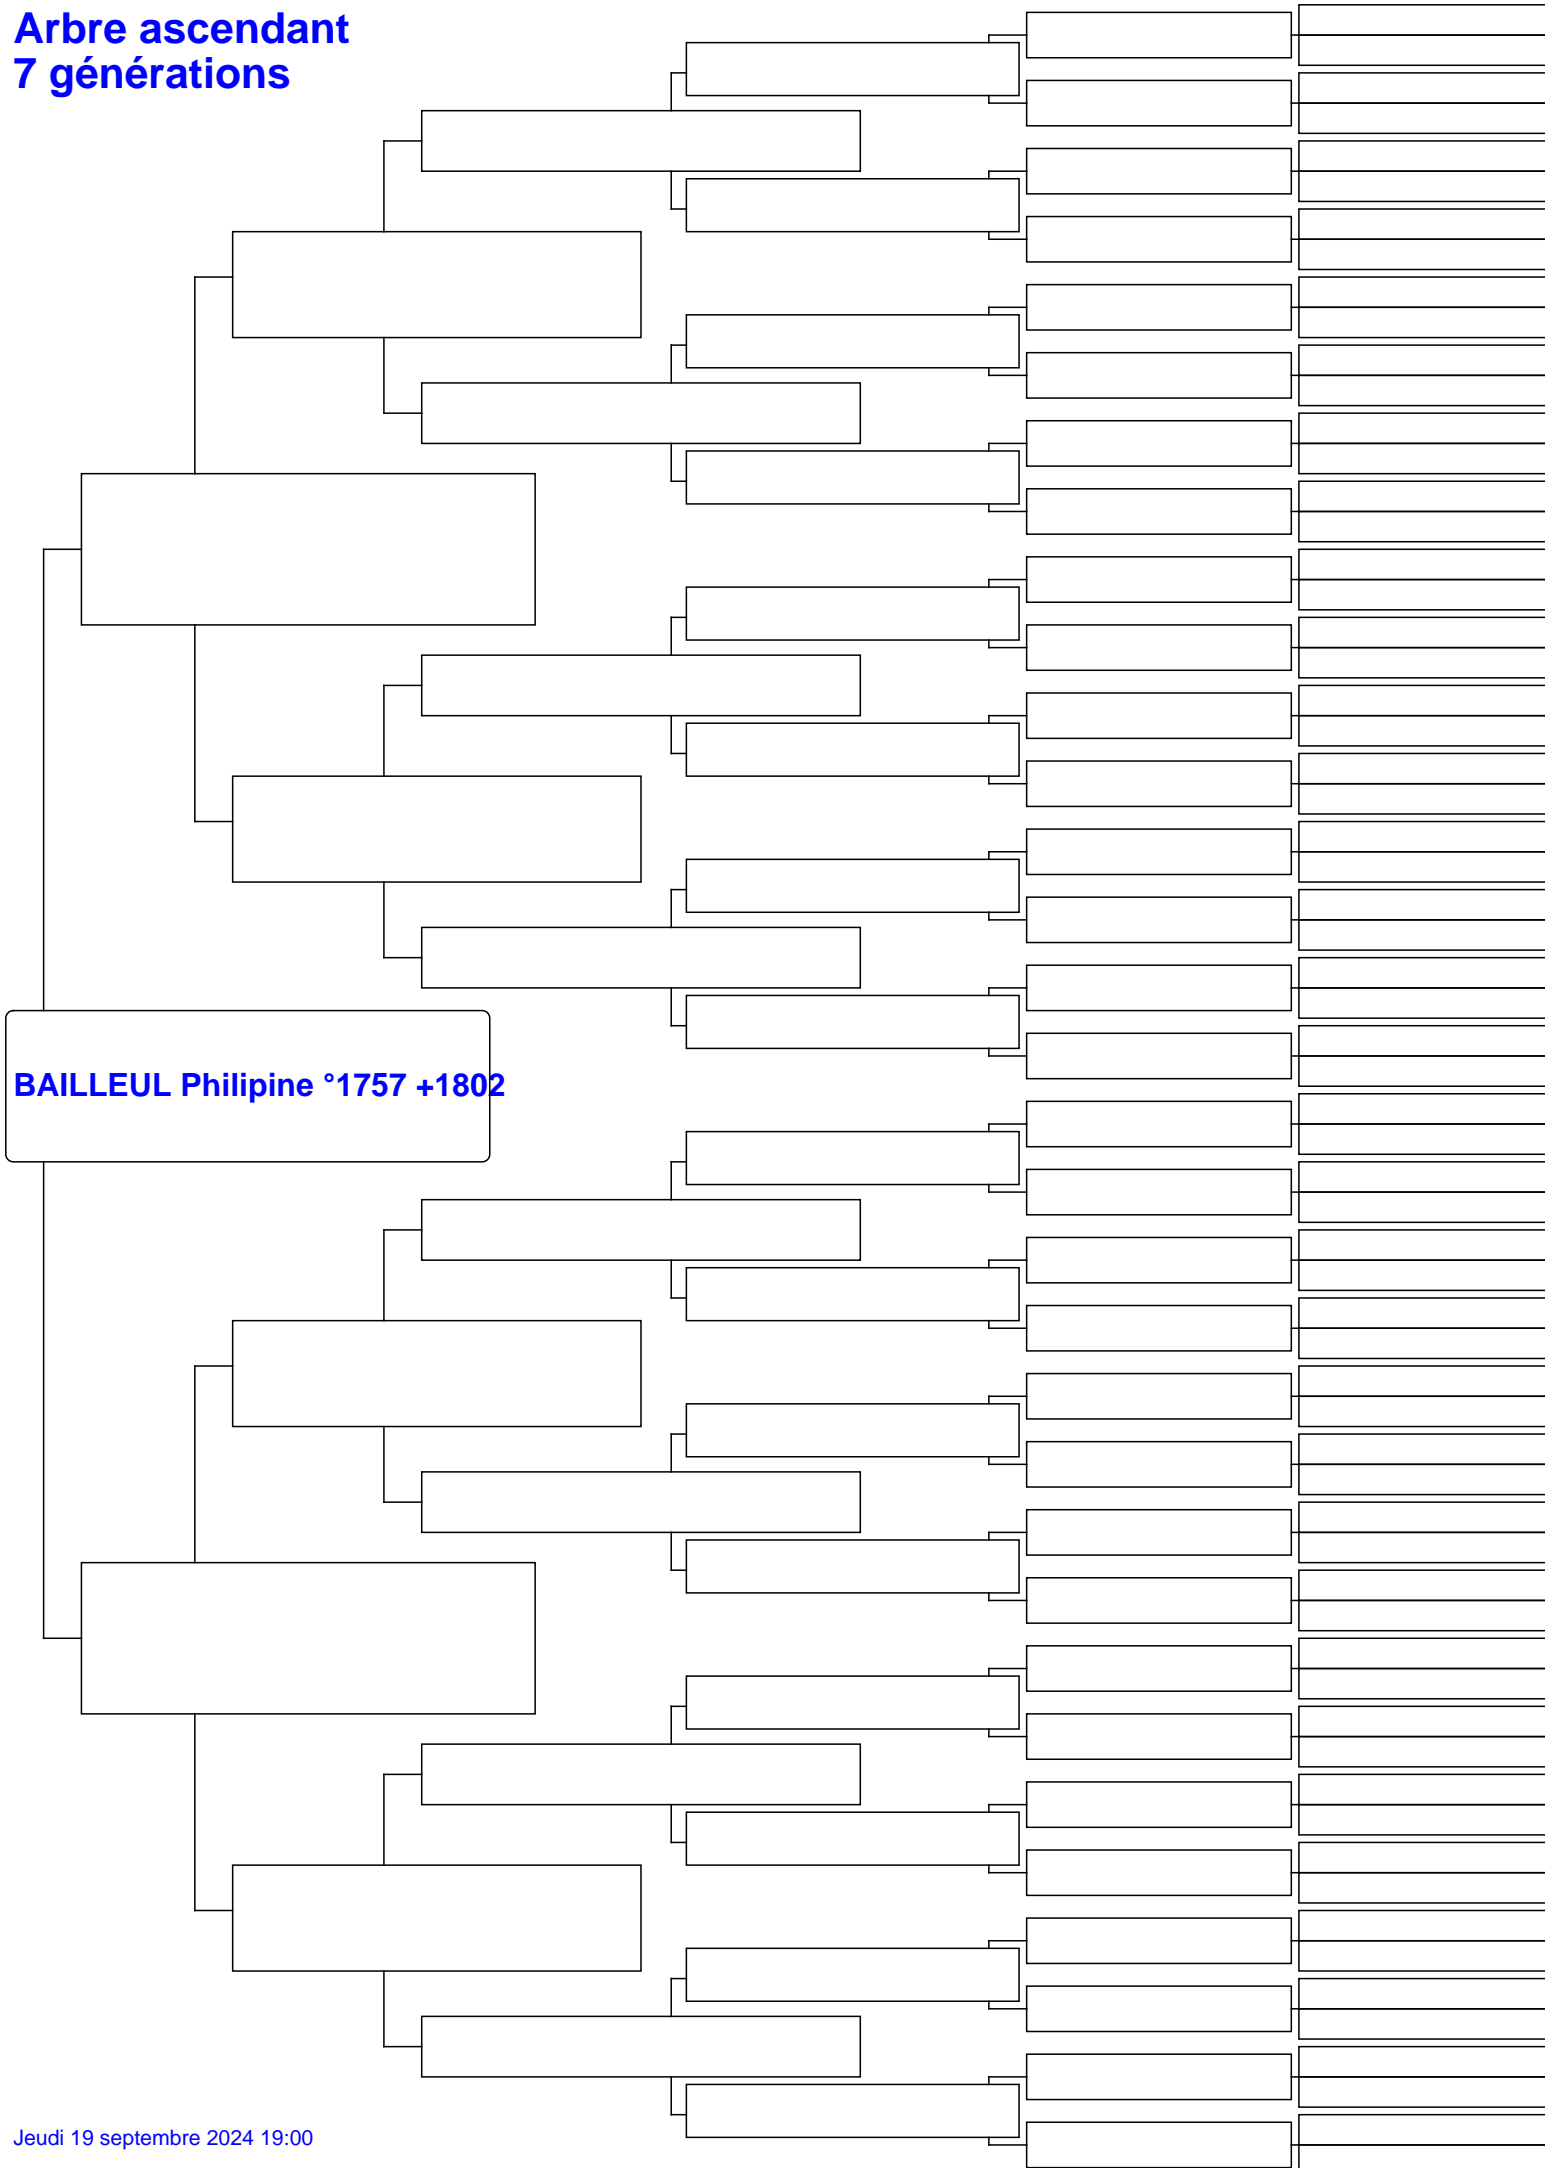 Arbre ascendant
7 générations
BAILLEUL Philipine °1757 +1802
Jeudi 19 septembre 2024 19:00